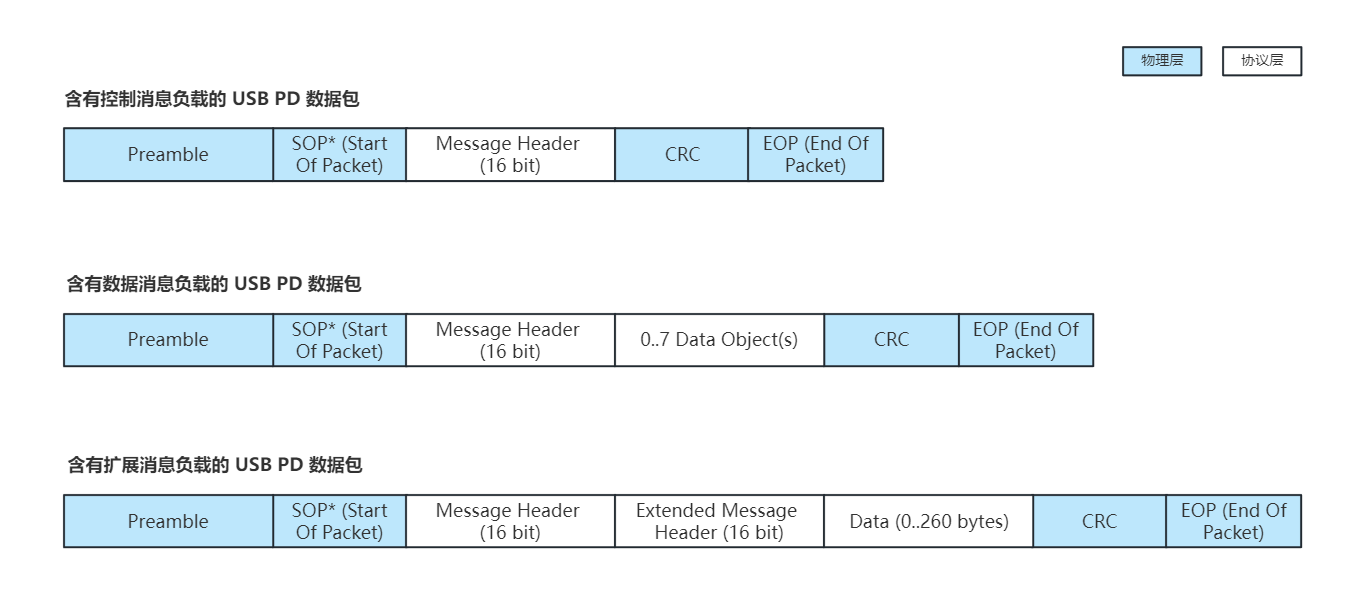 物理层 协议层
含有控制消息负载的 USB PD 数据包
Preamble SOP* (Start Of Packet) Message Header (16 bit) CRC EOP (End Of Packet)
含有数据消息负载的 USB PD 数据包
Preamble SOP* (Start Of Packet) Message Header (16 bit) 0..7 Data Object(s) CRC EOP (End Of Packet)
含有扩展消息负载的 USB PD 数据包
Preamble SOP* (Start Of Packet) Message Header (16 bit) Extended Message Header (16 bit) Data (0..260 bytes) CRC EOP (End Of Packet)